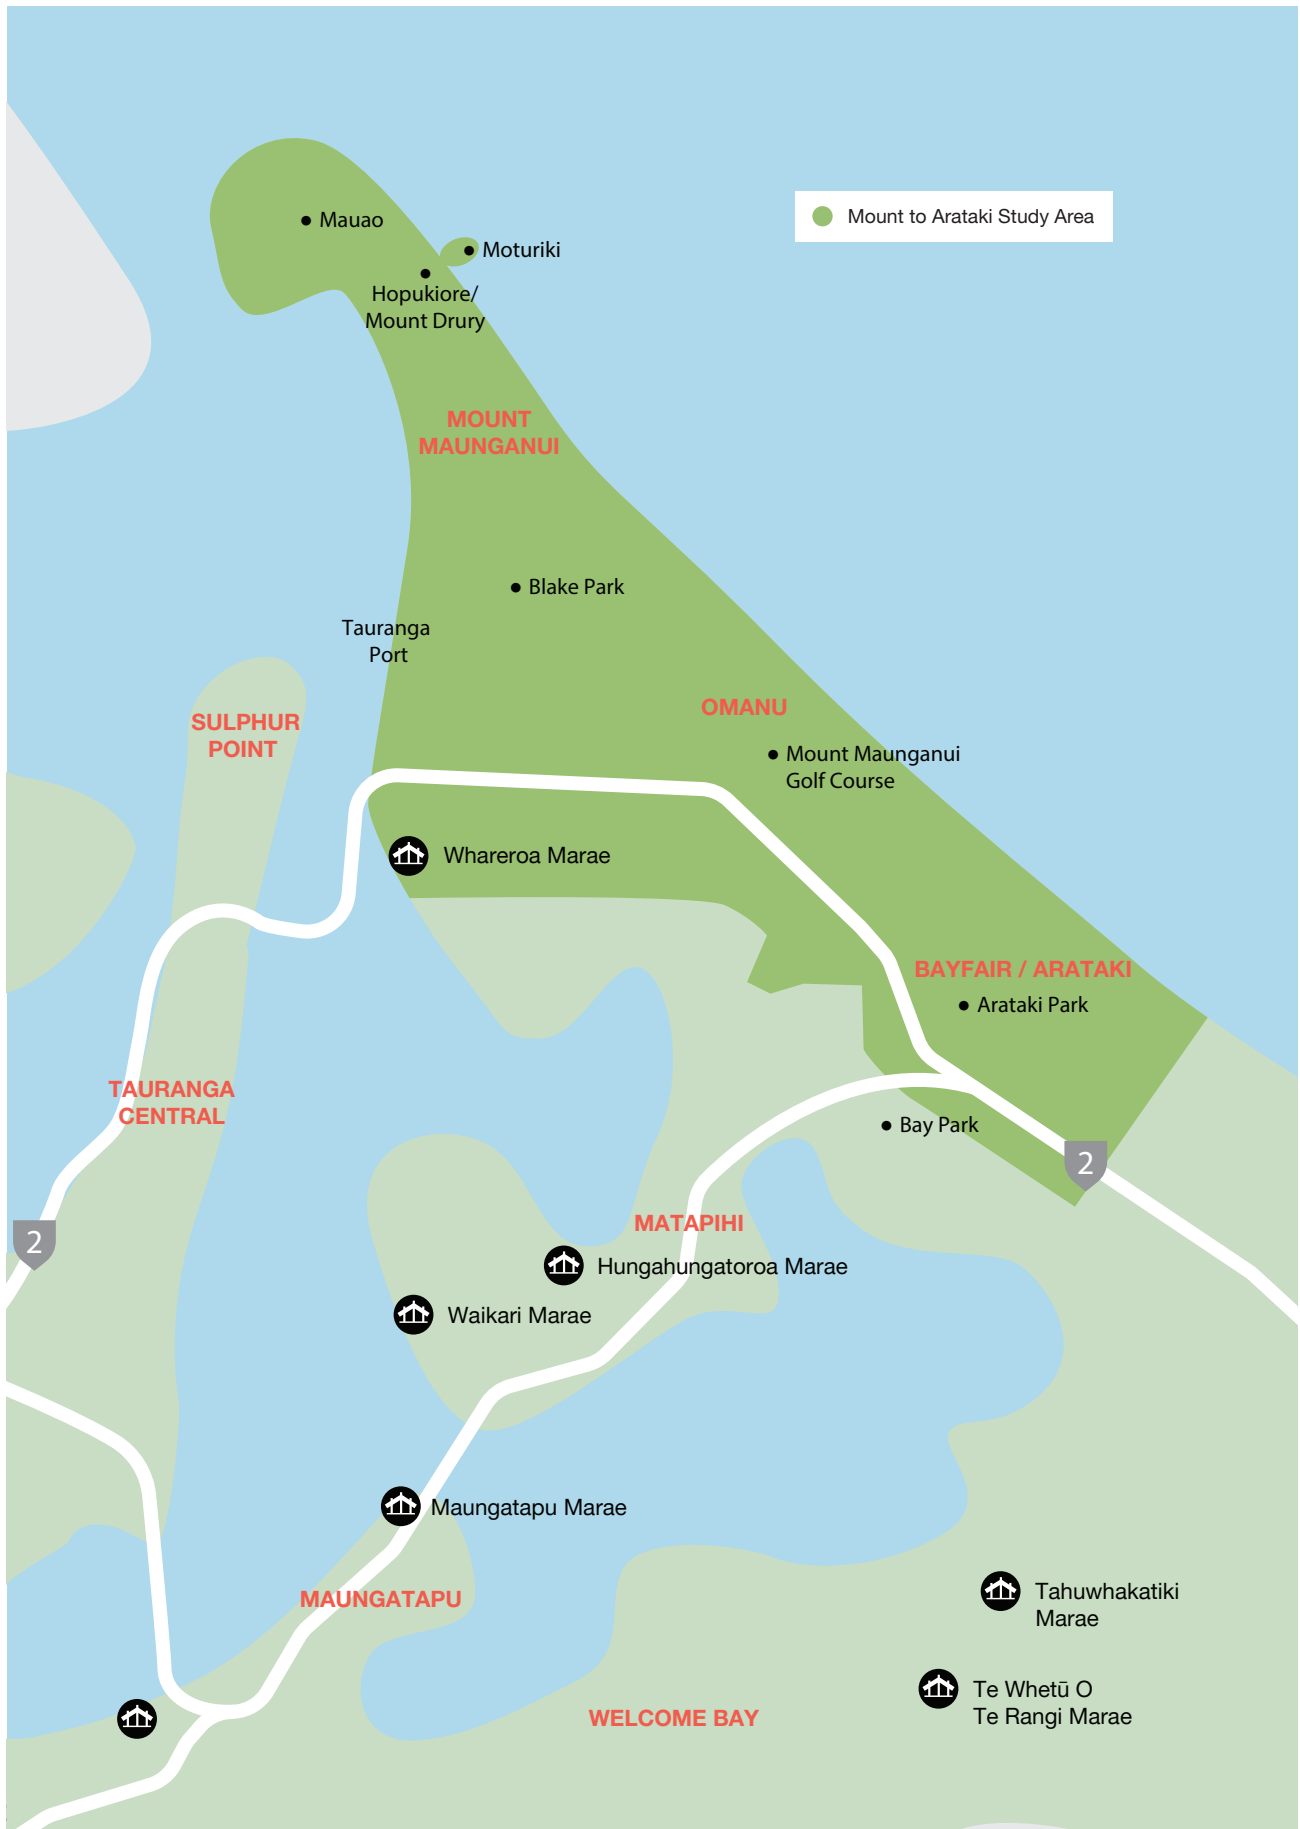 Mauao
Mount to Arataki Study Area
Moturiki
Hopukiore/
Mount Drury
MOUNT
MAUNGANUI
Blake Park
Tauranga
Port
OMANU
SULPHUR
POINT
Mount Maunganui
Golf Course
Whareroa Marae
BAYFAIR / ARATAKI
Arataki Park
TAURANGA
CENTRAL
Bay Park
2
MATAPIHI
2
Hungahungatoroa Marae
Waikari Marae
Maungatapu Marae
MAUNGATAPU
Tahuwhakatiki
Marae
Te Whetū O
Te Rangi Marae
WELCOME BAY